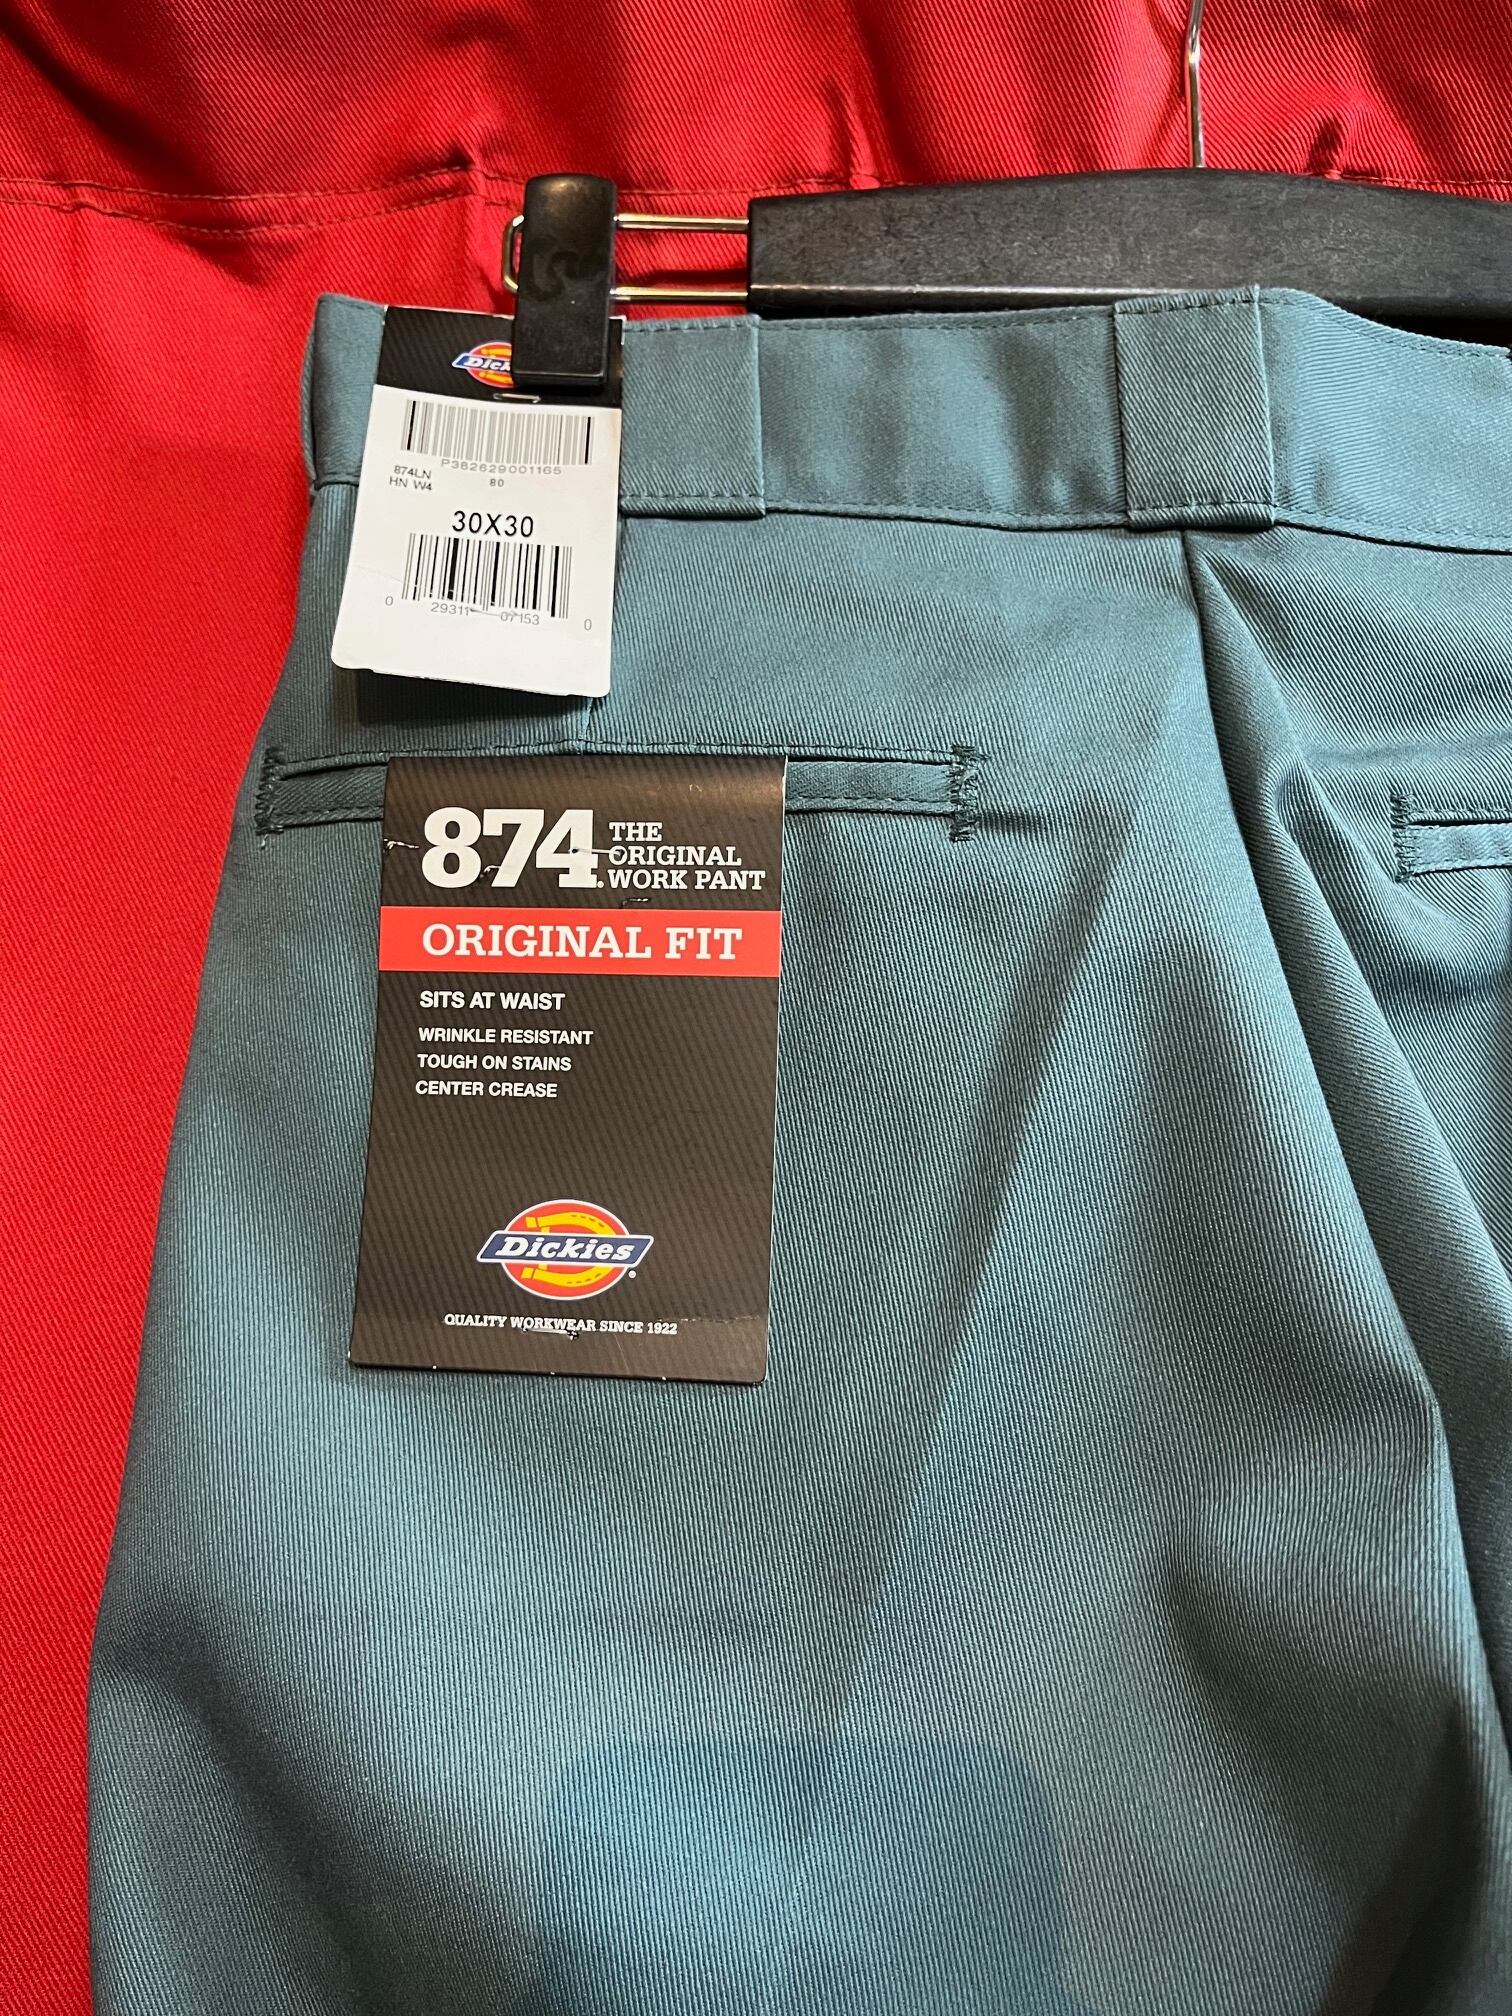 P382629001165
80
874LN
HN W4
30X30
0 29311 07153 0
874.
THE
ORIGINAL
WORK PANT
ORIGINAL FIT
SITS AT WAIST
WRINKLE RESISTANT
TOUGH ON STAINS
CENTER CREASE
Dickies
QUALITY WORKWEAR SINCE 1922